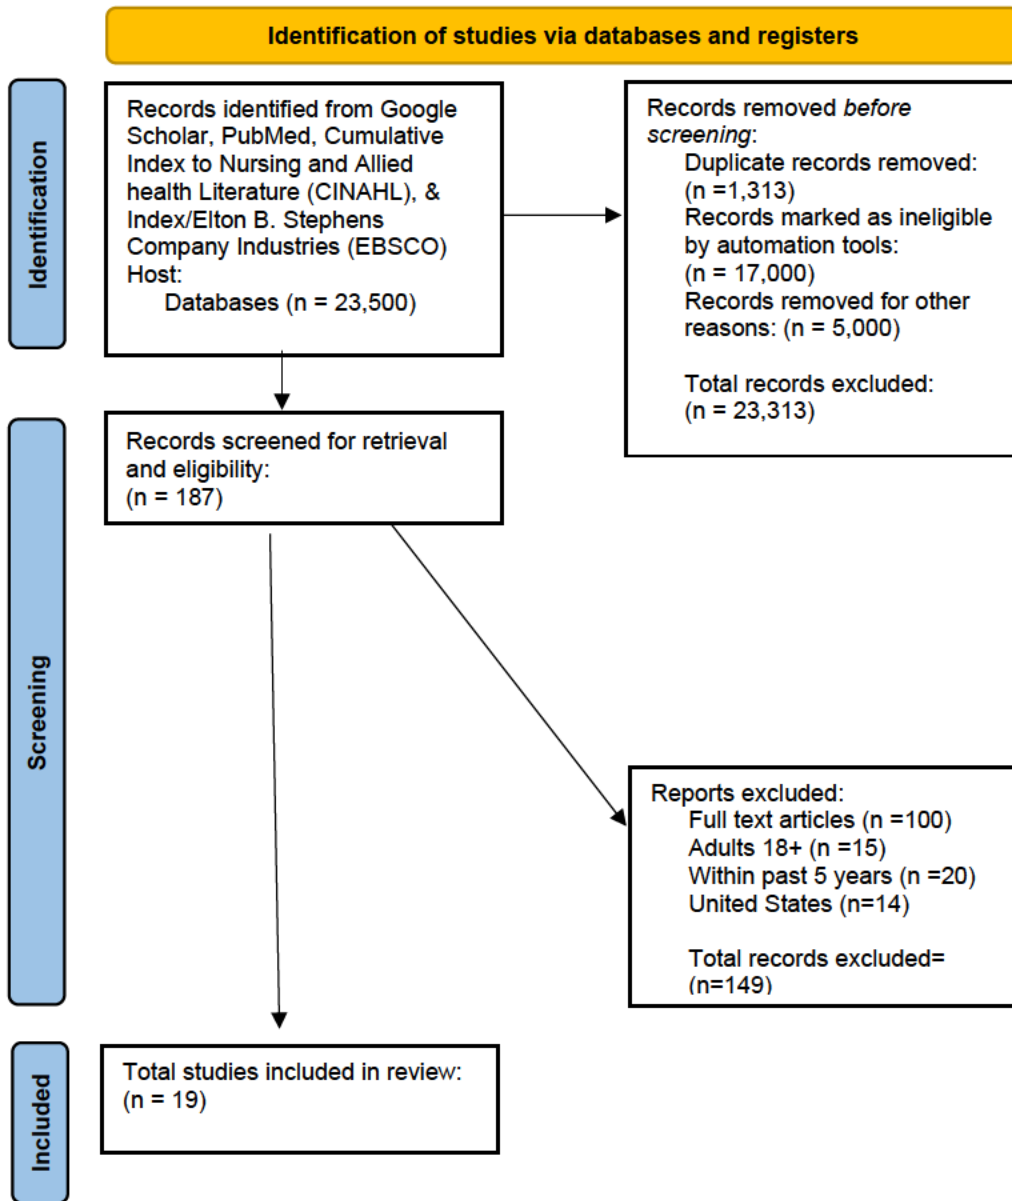 Identification of studies via databases and registers
Identification
Records identified from Google
Scholar, PubMed, Cumulative
Index to Nursing and Allied
health Literature (CINAHL), &
Index/Elton B. Stephens
Company Industries (EBSCO)
Host:
Databases (n = 23,500)
Records removed before
screening:
Duplicate records removed:
(n =1,313)
Records marked as ineligible
by automation tools:
(n = 17,000)
Records removed for other
reasons: (n = 5,000)
Total records excluded:
(n = 23,313)
Screening
Records screened for retrieval
and eligibility:
(n = 187)
Reports excluded:
Full text articles (n =100)
Adults 18+ (n =15)
Within past 5 years (n =20)
United States (n=14)
Total records excluded=
(n=149)
Included
Total studies included in review:
(n = 19)